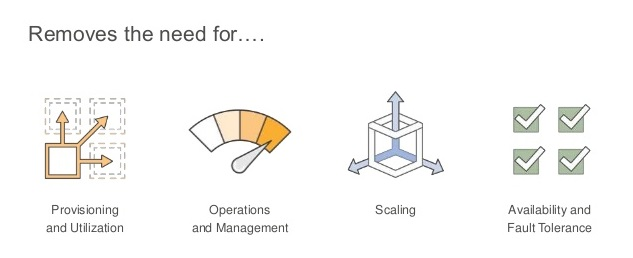 Removes the need for….
Provisioning
and Utilization
Operations
and Management
Scaling
Availability and
Fault Tolerance